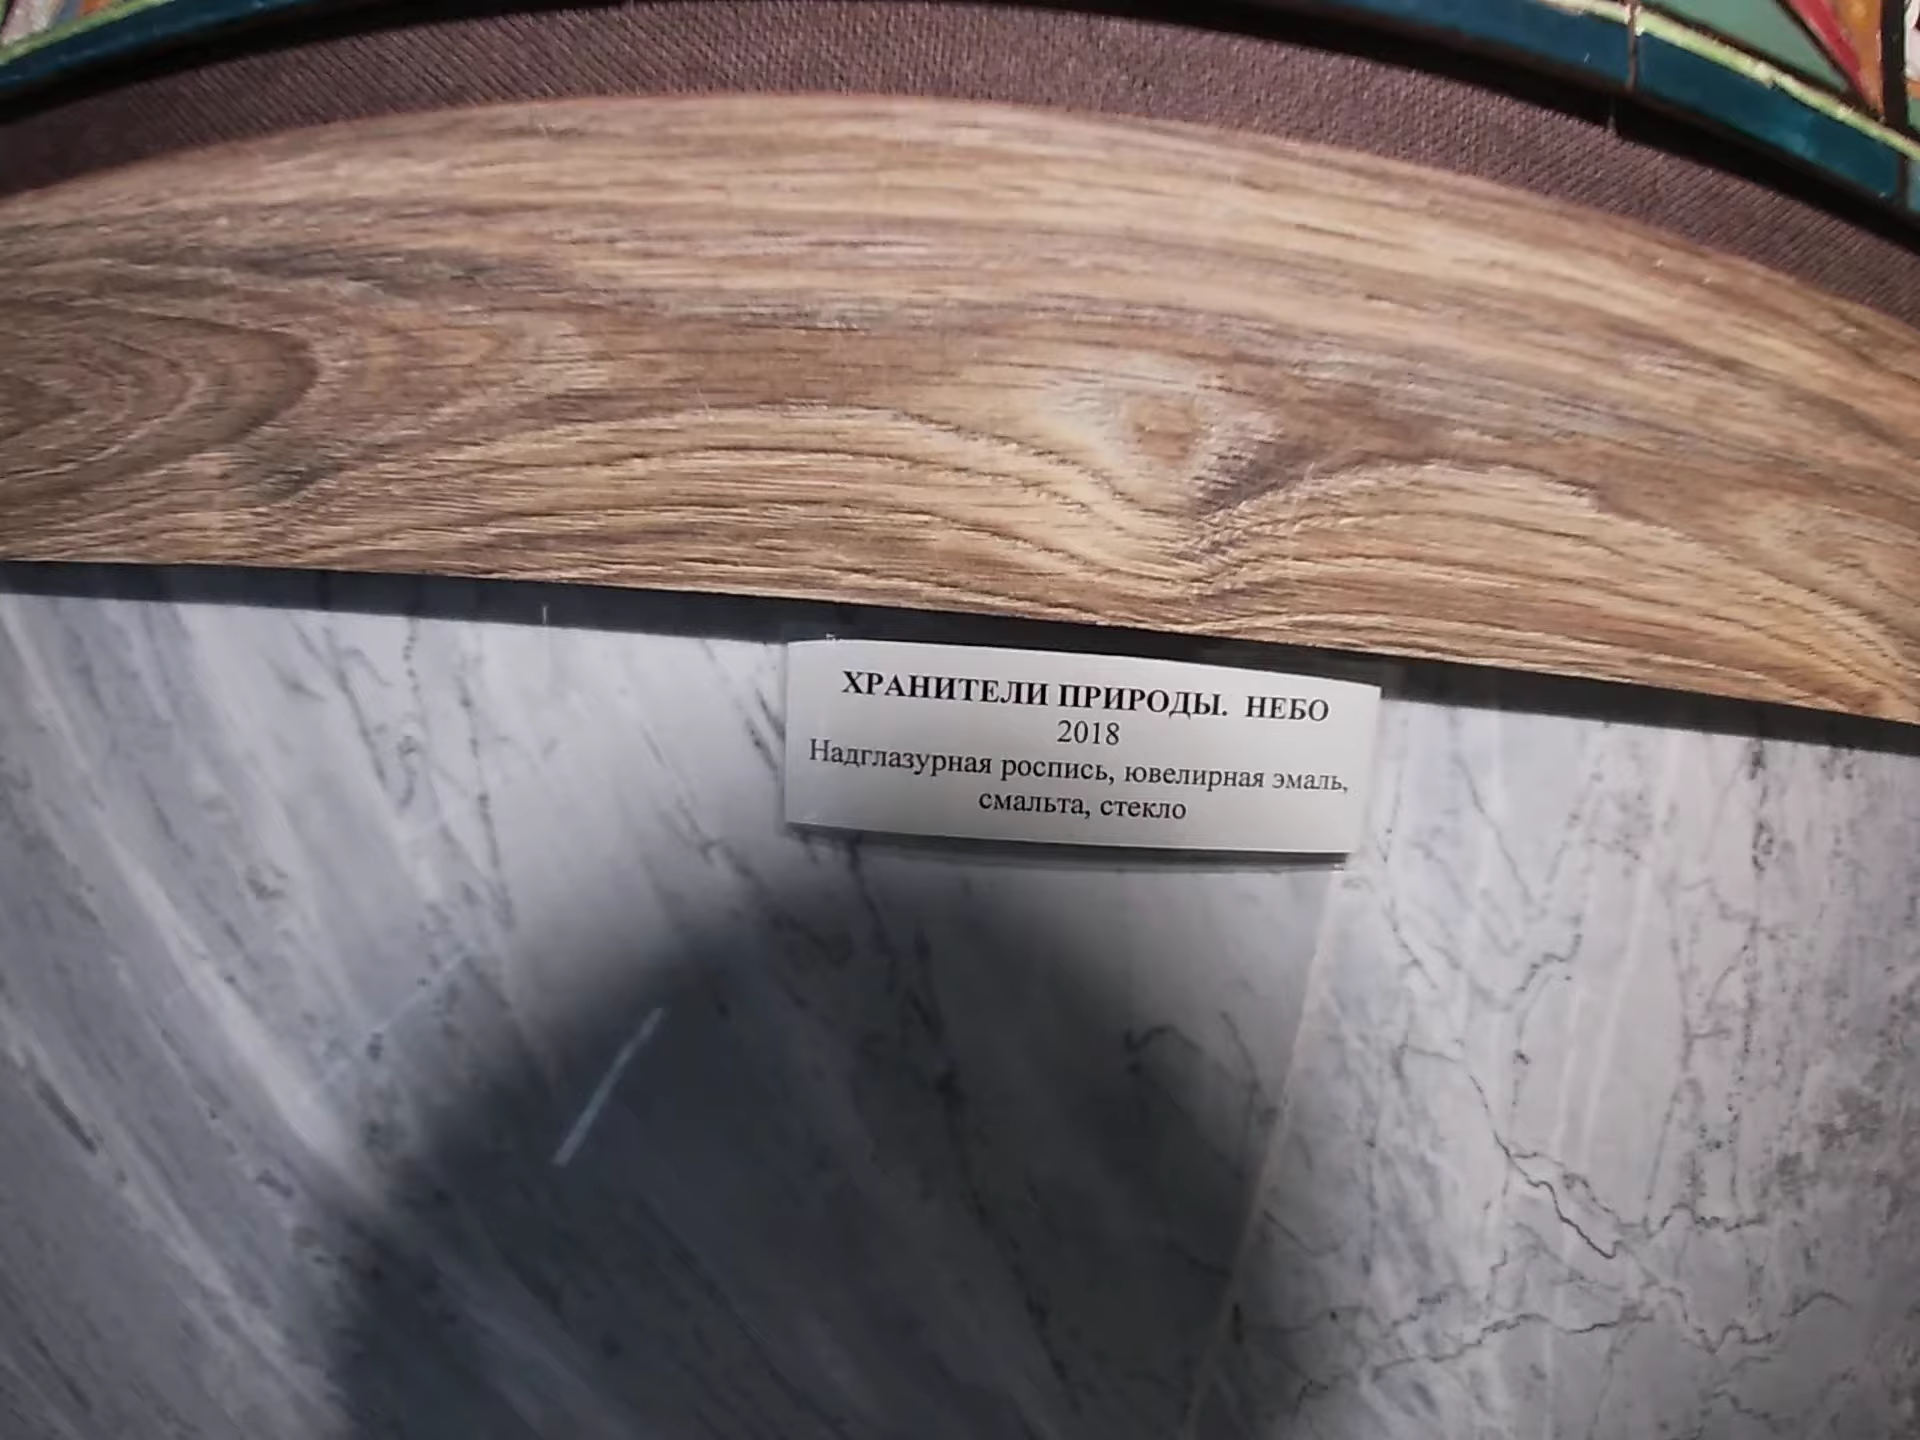 ХРАНИТЕЛИ ПРИРОДЫ. НЕБО
2018
Надглазурная роспись, ювелирная эмаль,
смальта, стекло